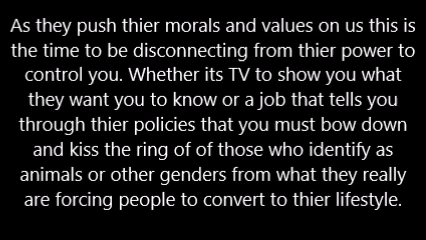 As they push thier morals and values on us this is
the time to be disconnecting from thier power to
control you. Whether its TV to show you what
they want you to know or a job that tells you
through thier policies that you must bow down
and kiss the ring of of those who identify as
animals or other genders from what they really
are forcing people to convert to thier lifestyle.